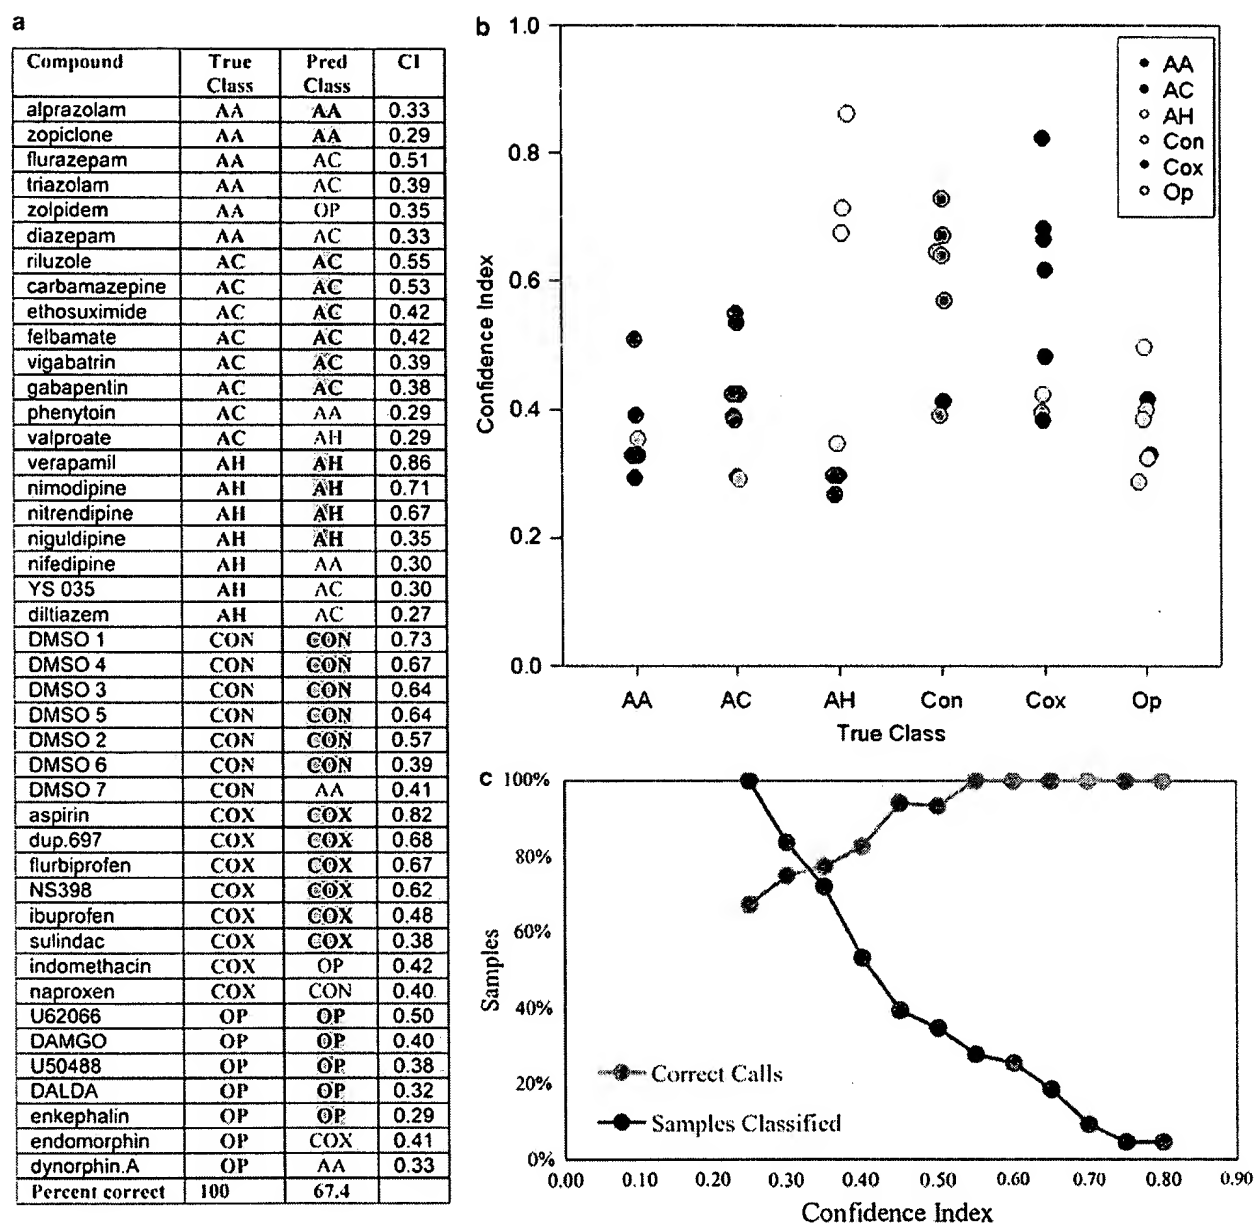 a
Compound True Class Pred Class CI
alprazolam AA AA 0.33
zopiclone AA AA 0.29
flurazepam AA AC 0.51
triazolam AA AC 0.39
zolpidem AA OP 0.35
diazepam AA AC 0.33
riluzole AC AC 0.55
carbamazepine AC AC 0.53
ethosuximide AC AC 0.42
felbamate AC AC 0.42
vigabatrin AC AC 0.39
gabapentin AC AC 0.38
phenytoin AC AA 0.29
valproate AC AH 0.29
verapamil AH AH 0.86
nimodipine AH AH 0.71
nitrendipine AH AH 0.67
niguldipine AH AH 0.35
nifedipine AH AA 0.30
YS 035 AH AC 0.30
diltiazem AH AC 0.27
DMSO 1 CON CON 0.73
DMSO 4 CON CON 0.67
DMSO 3 CON CON 0.64
DMSO 5 CON CON 0.64
DMSO 2 CON CON 0.57
DMSO 6 CON CON 0.39
DMSO 7 CON AA 0.41
aspirin COX COX 0.82
dup.697 COX COX 0.68
flurbiprofen COX COX 0.67
NS398 COX COX 0.62
ibuprofen COX COX 0.48
sulindac COX COX 0.38
indomethacin COX OP 0.42
naproxen COX CON 0.40
U62066 OP OP 0.50
DAMGO OP OP 0.40
U50488 OP OP 0.38
DALDA OP OP 0.32
enkephalin OP OP 0.29
endomorphin OP COX 0.41
dynorphin.A OP AA 0.33
Percent correct 100 67.4
b
1.0
0.8
0.6
0.4
0.2
0.0
Confidence Index
AA
AC
AH
Con
Cox
Op
AA AC AH Con Cox Op
True Class
c
100%
80%
60%
40%
20%
0%
Samples
Correct Calls
Samples Classified
0.00 0.10 0.20 0.30 0.40 0.50 0.60 0.70 0.80 0.90
Confidence Index